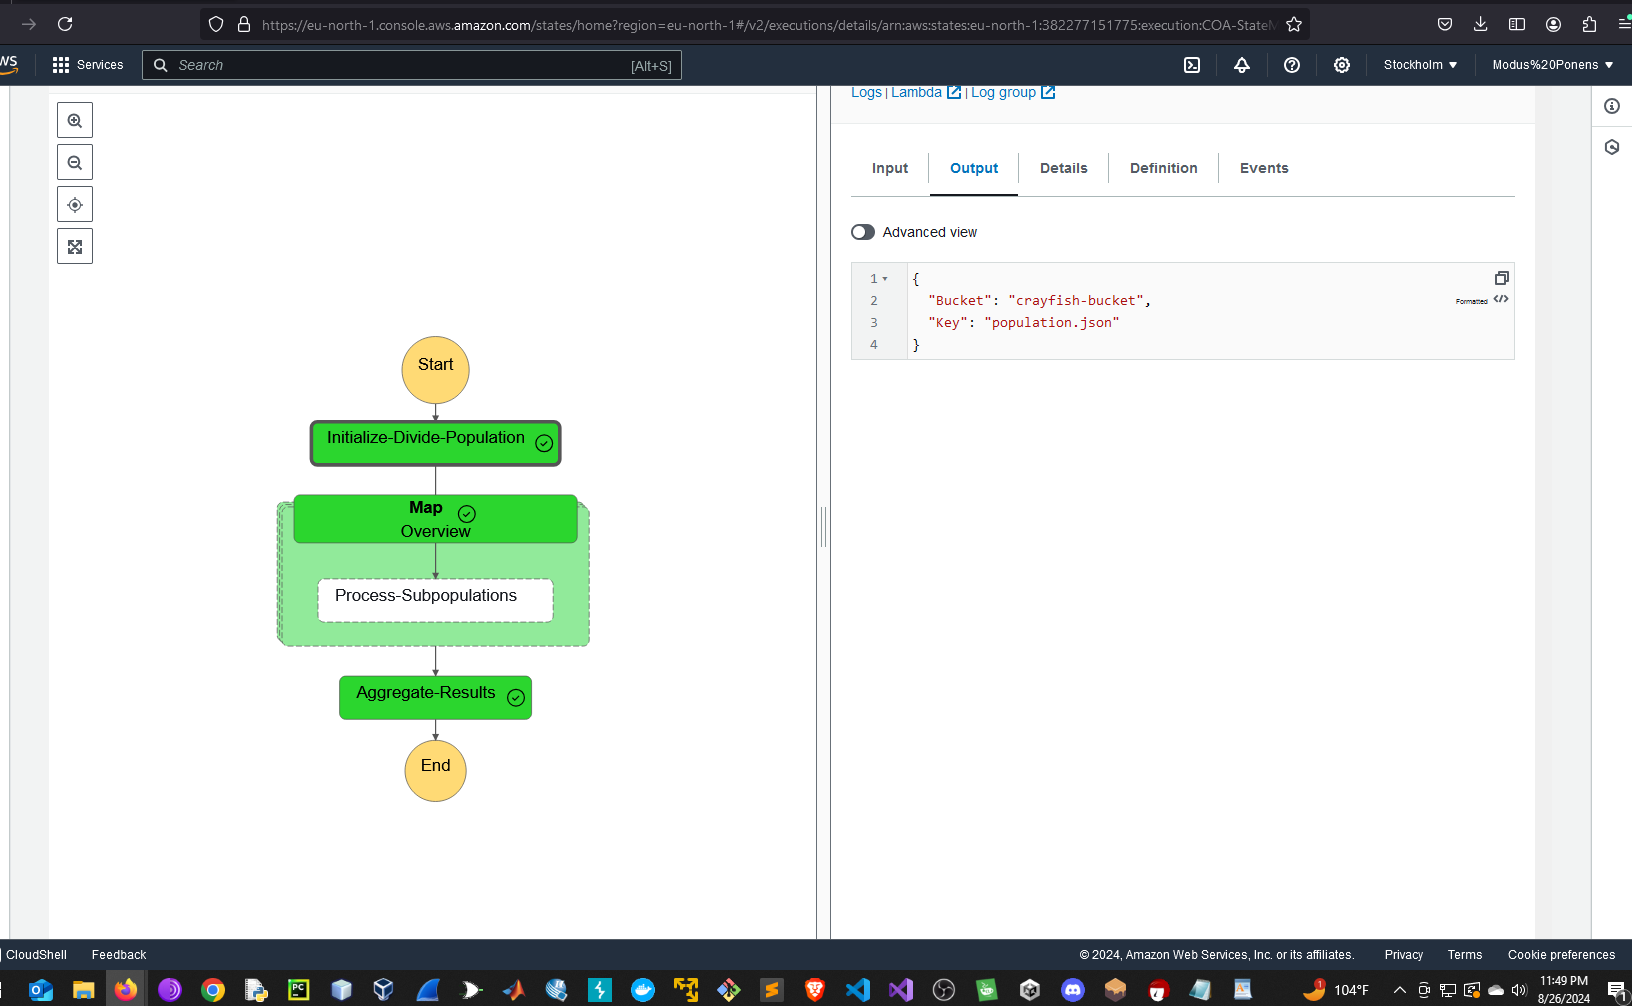 https://eu-north-1.console.aws.amazon.com/states/home?region=eu-north-1#/v2/executions/details/arn:aws:states:eu-north-1:382277151775:execution:COA-StateM
Services
Search
[Alt+S]
Stockholm
Modus%20Ponens
Logs | Lambda | Log group
Input
Output
Details
Definition
Events
Advanced view
1 {
2 "Bucket": "crayfish-bucket",
3 "Key": "population.json"
4 }
Formatted
Start
Initialize-Divide-Population
Map
Overview
Process-Subpopulations
Aggregate-Results
End
CloudShell
Feedback
© 2024, Amazon Web Services, Inc. or its affiliates.
Privacy
Terms
Cookie preferences
PC
104°F
11:49 PM
8/26/2024